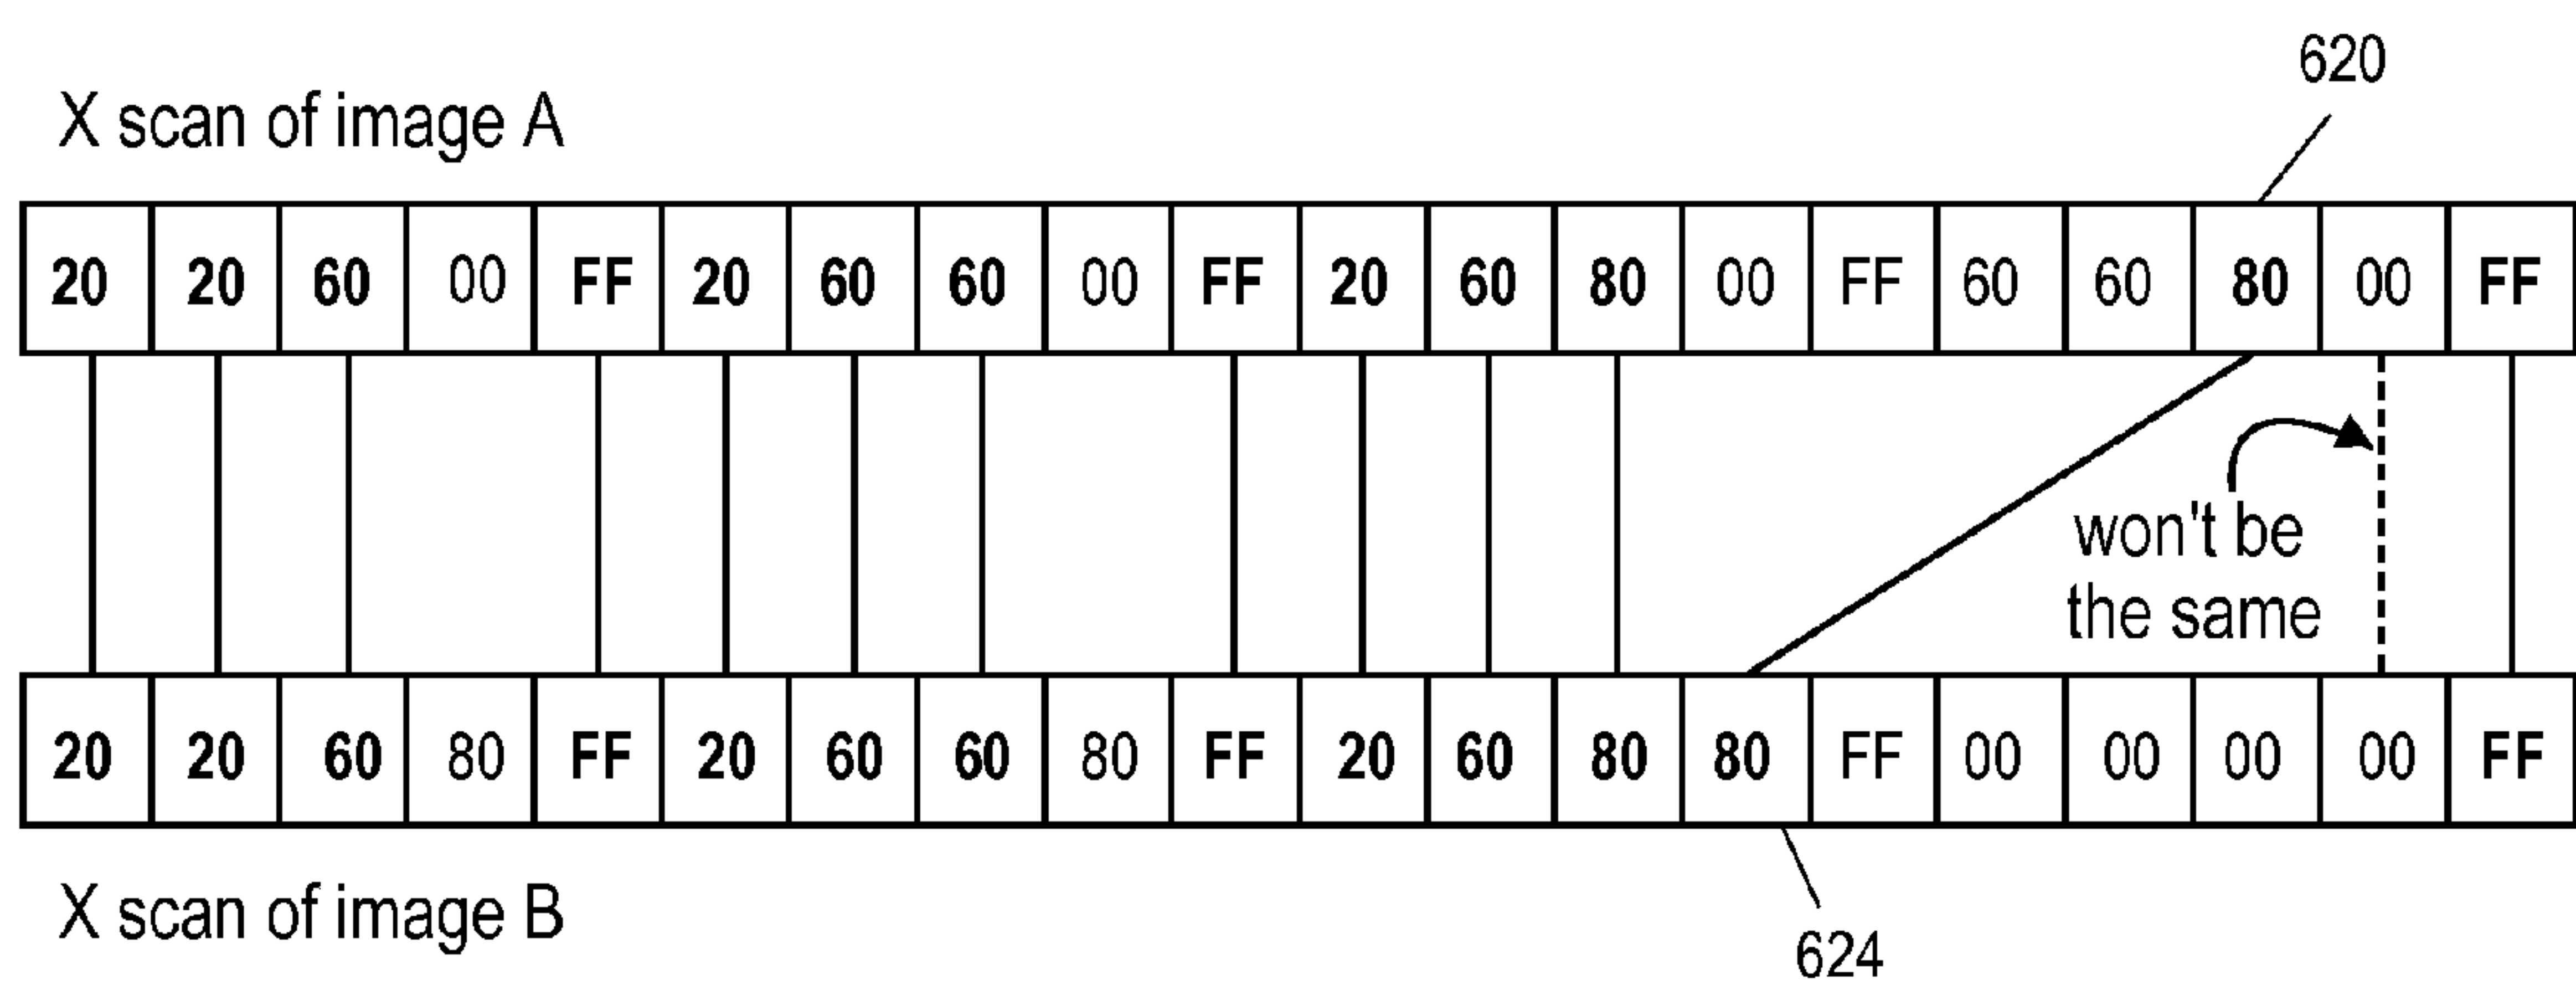 620
X scan of image A
20 20 60 00 FF 20 60 60 00 FF 20 60 80 00 FF 60 60 80 00 FF
won't be
the same
20 20 60 80 FF 20 60 60 80 FF 20 60 80 80 FF 00 00 00 00 FF
X scan of image B
624